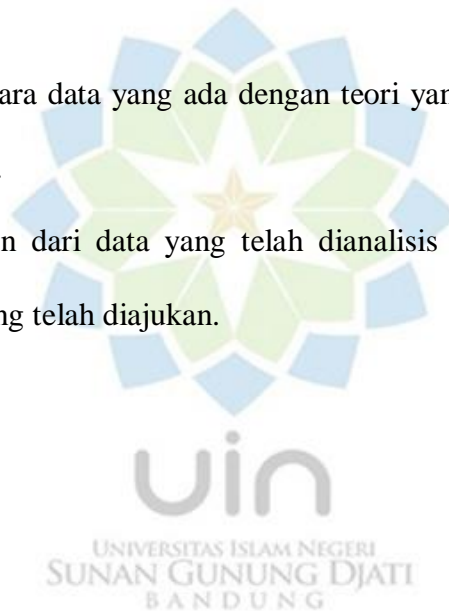 ara data yang ada dengan teori yan
.
n dari data yang telah dianalisis
ng telah diajukan.
uin
UNIVERSITAS ISLAM NEGERI
SUNAN GUNUNG DJATI
BANDUNG